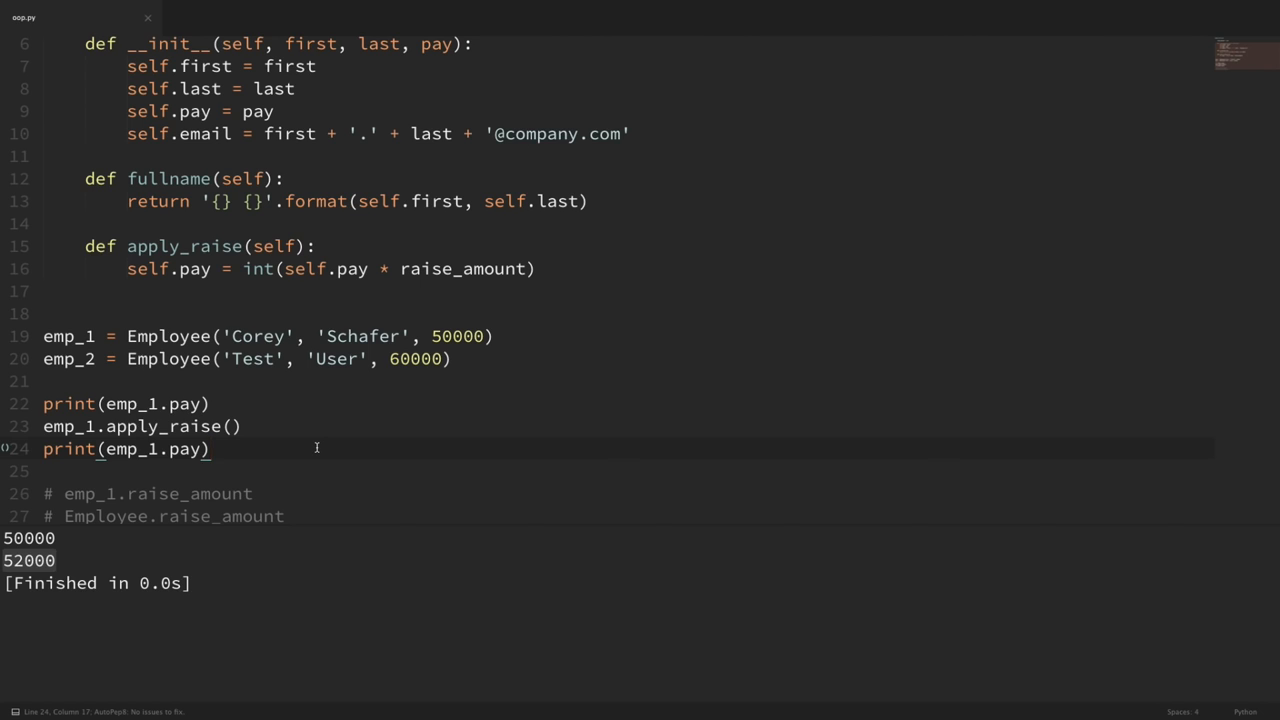 oop.py ×
6     def __init__(self, first, last, pay):
7         self.first = first
8         self.last = last
9         self.pay = pay
10         self.email = first + '.' + last + '@company.com'
11
12     def fullname(self):
13         return '{} {}'.format(self.first, self.last)
14
15     def apply_raise(self):
16         self.pay = int(self.pay * raise_amount)
17
18
19 emp_1 = Employee('Corey', 'Schafer', 50000)
20 emp_2 = Employee('Test', 'User', 60000)
21
22 print(emp_1.pay)
23 emp_1.apply_raise()
24 print(emp_1.pay)
25
26 # emp_1.raise_amount
27 # Employee.raise_amount
50000
52000
[Finished in 0.0s]
Line 24, Column 17; AutoPep8: No issues to fix. Spaces: 4 Python